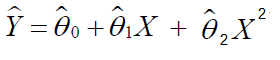 Ŷ = θ̂₀ + θ̂₁X + θ̂₂X²